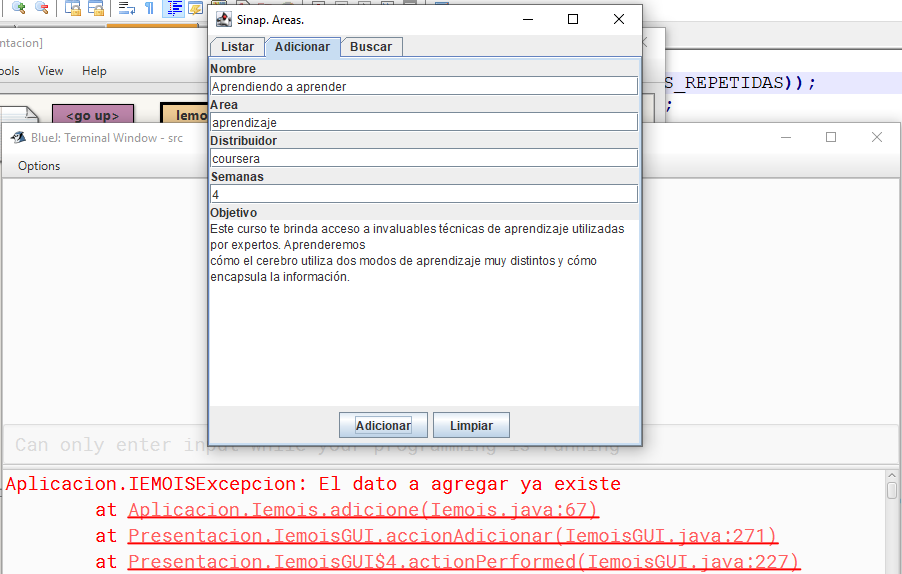 Sinap. Areas.
Listar Adicionar Buscar
Nombre
Aprendiendo a aprender
Area
aprendizaje
Distribuidor
coursera
Semanas
4
Objetivo
Este curso te brinda acceso a invaluables técnicas de aprendizaje utilizadas
por expertos. Aprenderemos
cómo el cerebro utiliza dos modos de aprendizaje muy distintos y cómo
encapsula la información.
Adicionar Limpiar
ntacion]
ools View Help
<go up> Iemo
S_REPETIDAS));
;
BlueJ: Terminal Window - src
Options
Can only enter input while your programming is running
Aplicacion.IEMOISExcepcion: El dato a agregar ya existe
at Aplicacion.Iemois.adicione(Iemois.java:67)
at Presentacion.IemoisGUI.accionAdicionar(IemoisGUI.java:271)
at Presentacion.IemoisGUI$4.actionPerformed(IemoisGUI.java:227)